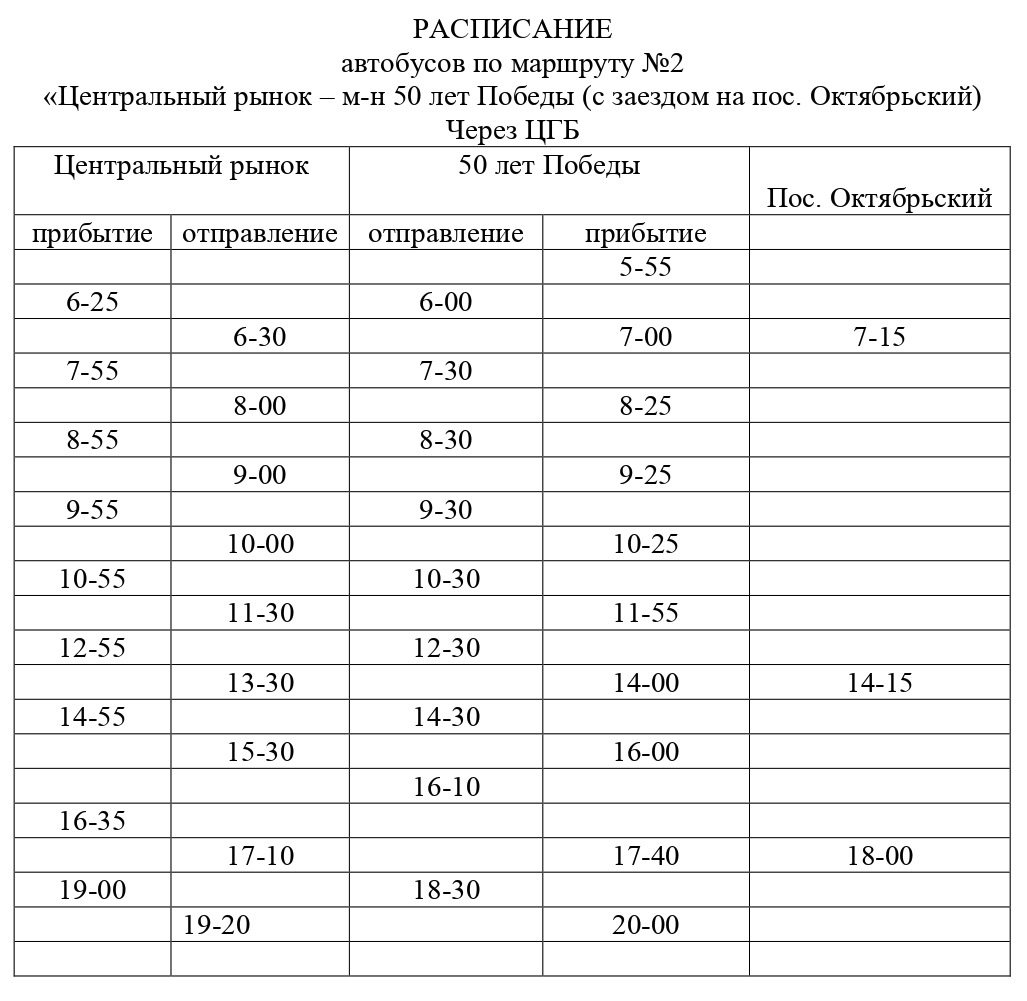 РАСПИСАНИЕ
автобусов по маршруту №2
«Центральный рынок – м-н 50 лет Победы (с заездом на пос. Октябрьский)
Через ЦГБ
Центральный рынок 50 лет Победы
Пос. Октябрьский
прибытие отправление отправление прибытие
5-55
6-25 6-00
6-30 7-00 7-15
7-55 7-30
8-00 8-25
8-55 8-30
9-00 9-25
9-55 9-30
10-00 10-25
10-55 10-30
11-30 11-55
12-55 12-30
13-30 14-00 14-15
14-55 14-30
15-30 16-00
16-10
16-35
17-10 17-40 18-00
19-00 18-30
19-20 20-00